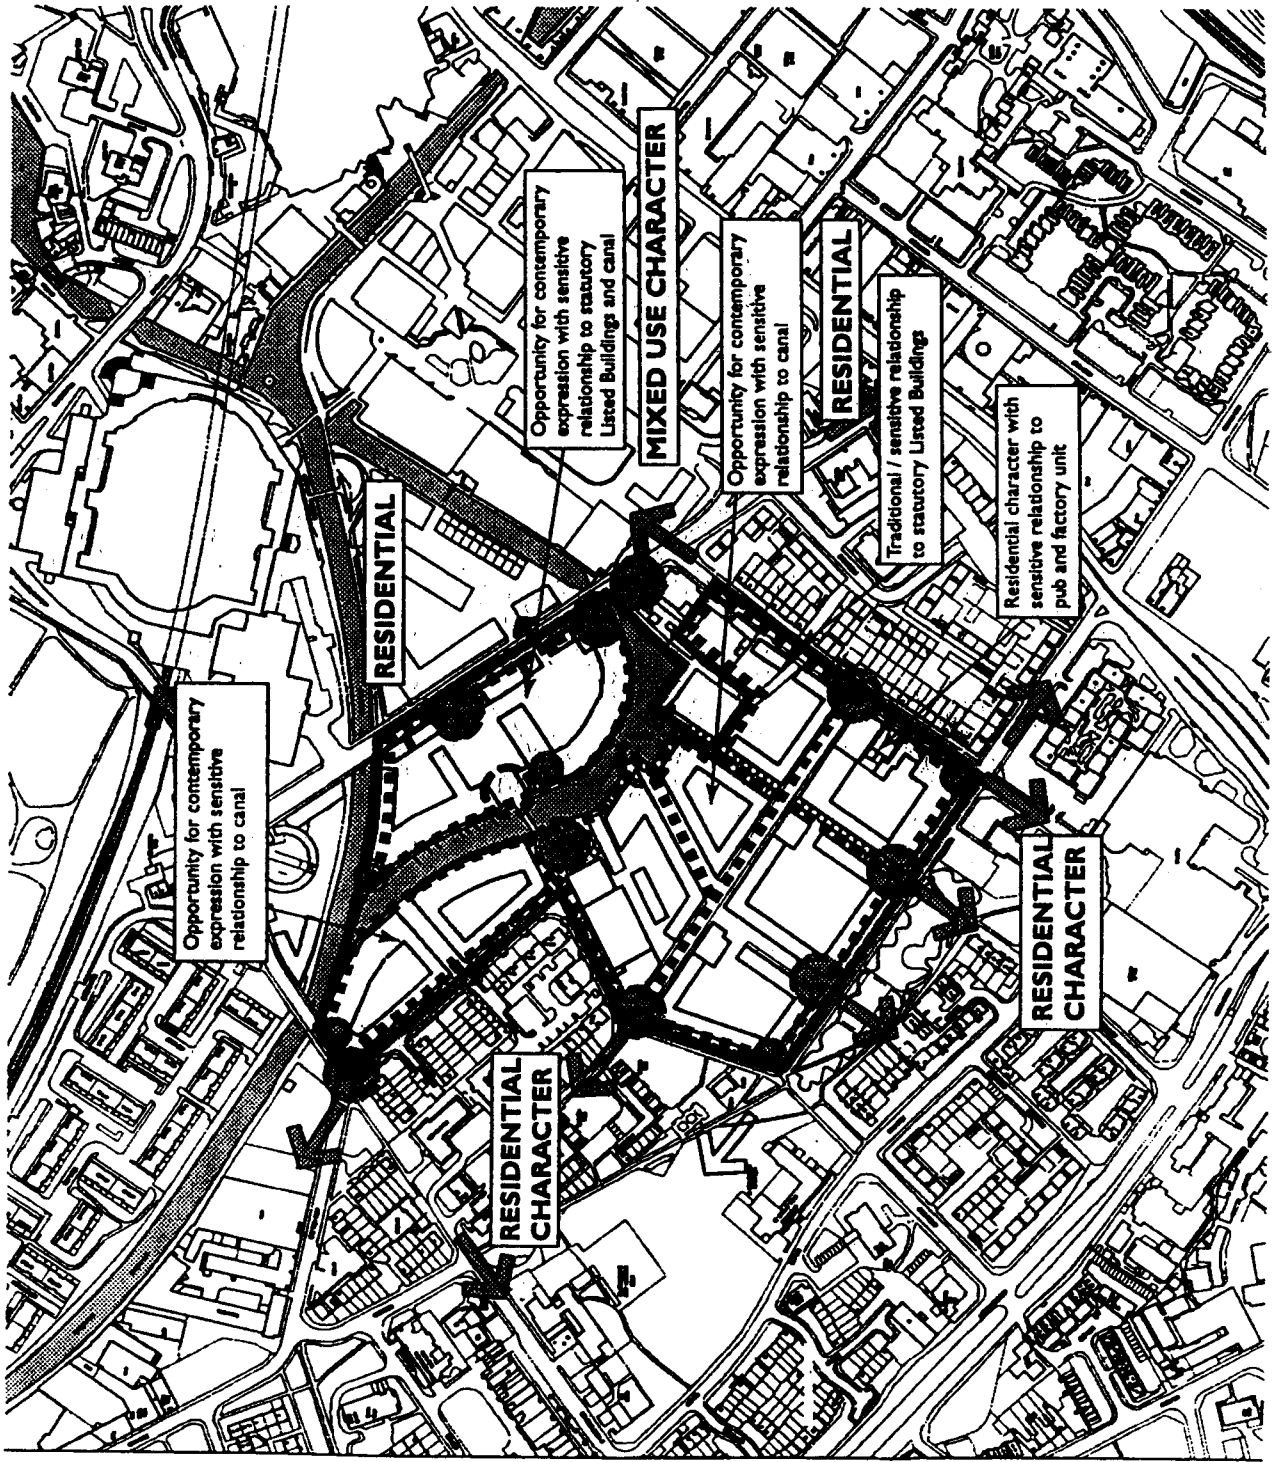 Opportunity for contemporary
expression with sensitive
relationship to canal
RESIDENTIAL
RESIDENTIAL
CHARACTER
Opportunity for contemporary
expression with sensitive
relationship to statutory
Listed Buildings and canal
MIXED USE CHARACTER
Opportunity for contemporary
expression with sensitive
relationship to canal
RESIDENTIAL
Traditional / sensitive relationship
to statutory Listed Buildings
Residential character with
sensitive relationship to
pub and factory unit
RESIDENTIAL
CHARACTER